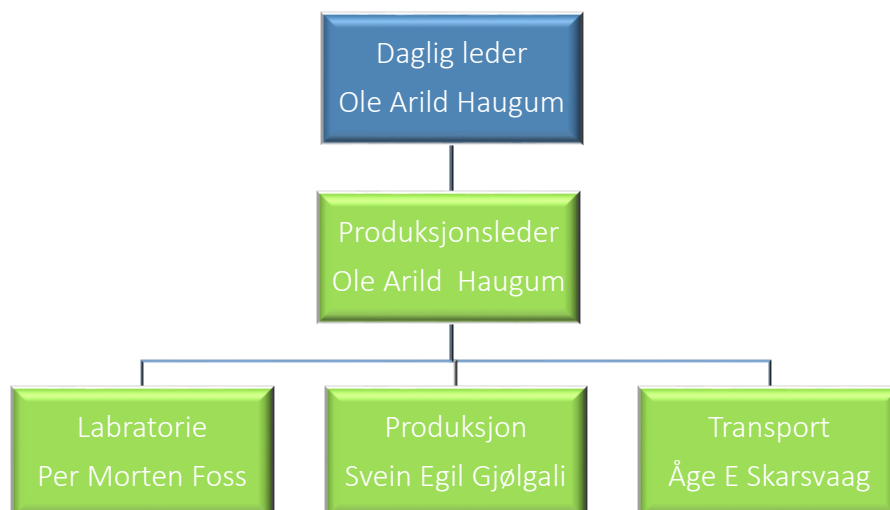 Daglig leder
Ole Arild Haugum
Produksjonsleder
Ole Arild  Haugum
Labratorie
Per Morten Foss
Produksjon
Svein Egil Gjølgali
Transport
Åge E Skarsvaag